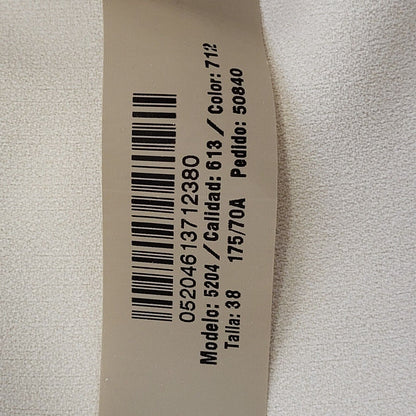 05204613712380
Modelo: 5204 / Calidad: 613 / Color: 712
Talla: 38 175/70A Pedido: 50840